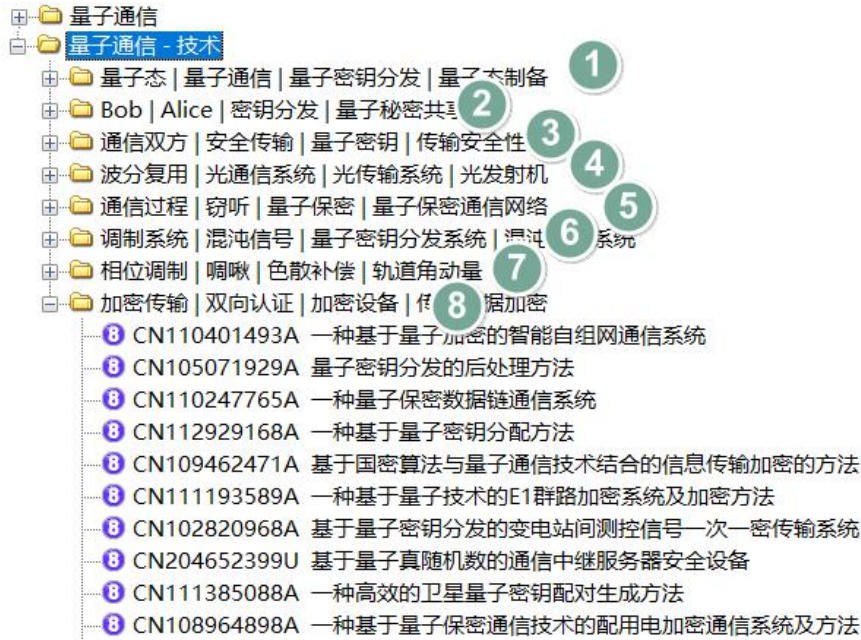 量子通信
量子通信 - 技术
量子态 | 量子通信 | 量子密钥分发 | 量子态制备 1
Bob | Alice | 密钥分发 | 量子秘密共享 2
通信双方 | 安全传输 | 量子密钥 | 传输安全性 3
波分复用 | 光通信系统 | 光传输系统 | 光发射机 4
通信过程 | 窃听 | 量子保密 | 量子保密通信网络 5
调制系统 | 混沌信号 | 量子密钥分发系统 | 混沌 6 系统
相位调制 | 啁啾 | 色散补偿 | 轨道角动量 7
加密传输 | 双向认证 | 加密设备 | 传 8 据加密
8 CN110401493A 一种基于量子加密的智能自组网通信系统
8 CN105071929A 量子密钥分发的后处理方法
8 CN110247765A 一种量子保密数据链通信系统
8 CN112929168A 一种基于量子密钥分配方法
8 CN109462471A 基于国密算法与量子通信技术结合的信息传输加密的方法
8 CN111193589A 一种基于量子技术的E1群路加密系统及加密方法
8 CN102820968A 基于量子密钥分发的变电站间测控信号一次一密传输系统
8 CN204652399U 基于量子真随机数的通信中继服务器安全设备
8 CN111385088A 一种高效的卫星量子密钥配对生成方法
8 CN108964898A 一种基于量子保密通信技术的配用电加密通信系统及方法